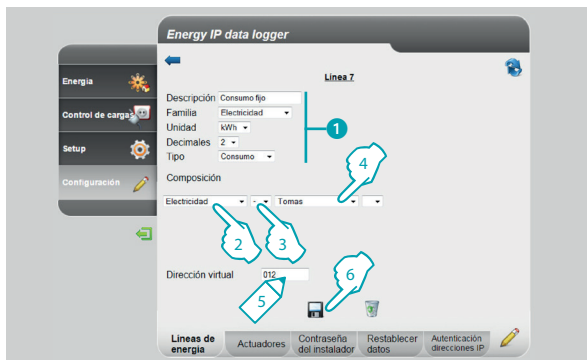 Energy IP data logger
Energia
Control de cargas
Setup
Configuración
Línea 7
Descripción Consumo fijo
Familia Electricidad
Unidad kWh
Decimales 2
Tipo Consumo
1
Composición
Electricidad - Tomas
2
3
4
Dirección virtual 012
5
6
Lineas de energia
Actuadores
Contraseña del instalador
Restablecer datos
Autenticación direcciones IP